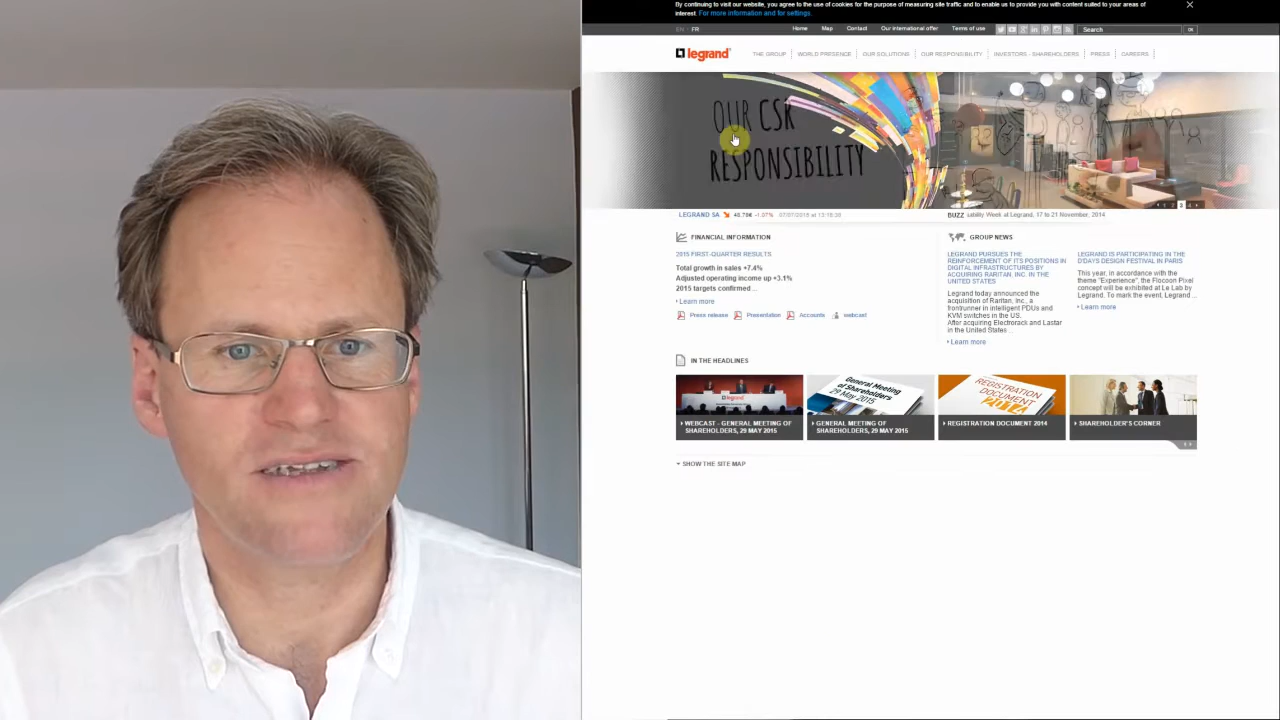 By continuing to visit our website, you agree to the use of cookies for the purpose of measuring site traffic and to enable us to provide you with content suited to your areas of
interest. For more information and for settings.
EN FR
Home Map Contact Our international offer Terms of use Search OK
legrand
THE GROUP WORLD PRESENCE OUR SOLUTIONS OUR RESPONSIBILITY INVESTORS - SHAREHOLDERS PRESS CAREERS
OUR CSR
RESPONSIBILITY
LEGRAND SA -1.07%
BUZZ iability Week at Legrand, 17 to 21 November, 2014
FINANCIAL INFORMATION
2015 FIRST-QUARTER RESULTS
Total growth in sales +7.4%
Adjusted operating income up +3.1%
2015 targets confirmed ...
Learn more
Press release Presentation Accounts webcast
GROUP NEWS
LEGRAND PURSUES THE
REINFORCEMENT OF ITS POSITIONS IN
DIGITAL INFRASTRUCTURES BY
ACQUIRING RARITAN, INC. IN THE
UNITED STATES
Legrand today announced the
acquisition of Raritan, Inc., a
frontrunner in intelligent PDUs and
KVM switches in the US.
After acquiring Electrorack and Lastar
in the United States ...
Learn more
LEGRAND IS PARTICIPATING IN THE
D'DAYS DESIGN FESTIVAL IN PARIS
This year, in accordance with the
theme "Experience", the Flocoon Pixel
concept will be exhibited at Le Lab by
Legrand. To mark the event, Legrand ...
Learn more
IN THE HEADLINES
legrand
General Meeting
of Shareholders
29 May 2015
REGISTRATION
DOCUMENT
2014
WEBCAST - GENERAL MEETING OF
SHAREHOLDERS, 29 MAY 2015
GENERAL MEETING OF
SHAREHOLDERS, 29 MAY 2015
REGISTRATION DOCUMENT 2014
SHAREHOLDER'S CORNER
SHOW THE SITE MAP